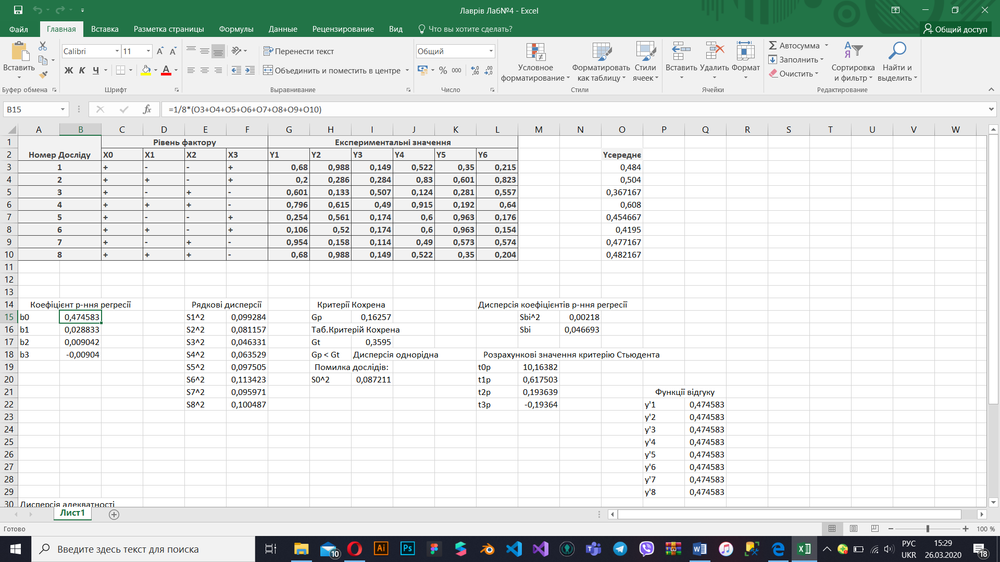 Лаврів Лаб№4 - Excel
Файл Главная Вставка Разметка страницы Формулы Данные Рецензирование Вид Что вы хотите сделать? Общий доступ
Вставить
Calibri 11
Ж К Ч
Перенести текст
Объединить и поместить в центре
Общий
% 000
Условное форматирование
Форматировать как таблицу
Стили ячеек
Вставить Удалить Формат
Автосумма
Заполнить
Очистить
Сортировка и фильтр
Найти и выделить
Буфер обмена Шрифт Выравнивание Число Стили Ячейки Редактирование
B15 fx =1/8*(O3+O4+O5+O6+O7+O8+O9+O10)
A B C D E F G H I J K L M N O P Q R S T U V W
1 Рівень фактору Експериментальні значення
2 Номер Досліду X0 X1 X2 X3 Y1 Y2 Y3 Y4 Y5 Y6 Yсереднє
3 1 + - - + 0,68 0,988 0,149 0,522 0,35 0,215 0,484
4 2 + + - + 0,2 0,286 0,284 0,83 0,601 0,823 0,504
5 3 + - + - 0,601 0,133 0,507 0,124 0,281 0,557 0,367167
6 4 + + + - 0,796 0,615 0,49 0,915 0,192 0,64 0,608
7 5 + - - + 0,254 0,561 0,174 0,6 0,963 0,176 0,454667
8 6 + + - + 0,106 0,52 0,174 0,6 0,963 0,154 0,4195
9 7 + - + - 0,954 0,158 0,114 0,49 0,573 0,574 0,477167
10 8 + + + - 0,68 0,988 0,149 0,522 0,35 0,204 0,482167
11
12
13
14 Коефіцієнт р-ння регресії Рядкові дисперсії Критерії Кохрена Дисперсія коефіцієнтів р-ння регресії
15 b0 0,474583 S1^2 0,099284 Gp 0,16257 Sbi^2 0,00218
16 b1 0,028833 S2^2 0,081157 Таб.Критерій Кохрена Sbi 0,046693
17 b2 0,009042 S3^2 0,046331 Gt 0,3595
18 b3 -0,00904 S4^2 0,063529 Gp < Gt Дисперсія однорідна Розрахункові значення критерію Стьюдента
19 S5^2 0,097505 Помилка дослідів: t0p 10,16382
20 S6^2 0,113423 S0^2 0,087211 t1p 0,617503
21 S7^2 0,095971 t2p 0,193639 Функції відгуку
22 S8^2 0,100487 t3p -0,19364 y'1 0,474583
23 y'2 0,474583
24 y'3 0,474583
25 y'4 0,474583
26 y'5 0,474583
27 y'6 0,474583
28 y'7 0,474583
29 y'8 0,474583
30 Дисперсія адекватності
Лист1
Готово 100 %
Введите здесь текст для поиска 10 Ai Ps РУС 15:29
UKR 26.03.2020 18